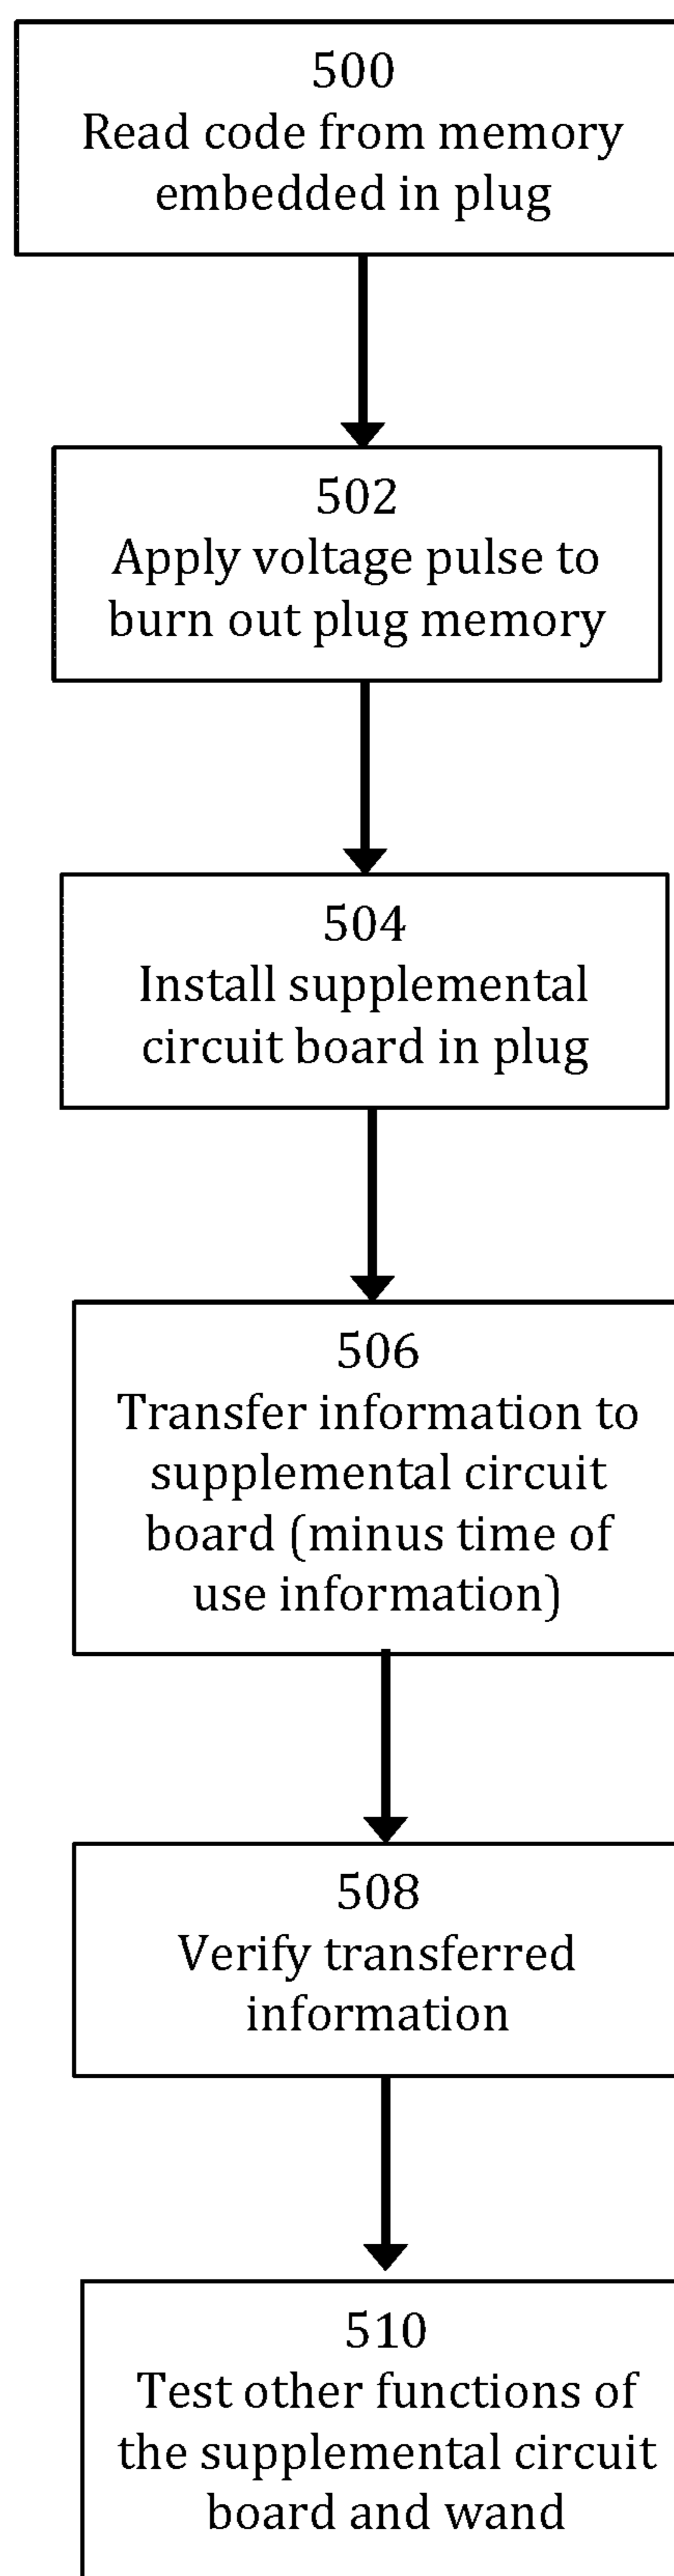 500
Read code from memory
embedded in plug
502
Apply voltage pulse to
burn out plug memory
504
Install supplemental
circuit board in plug
506
Transfer information to
supplemental circuit
board (minus time of
use information)
508
Verify transferred
information
510
Test other functions of
the supplemental circuit
board and wand